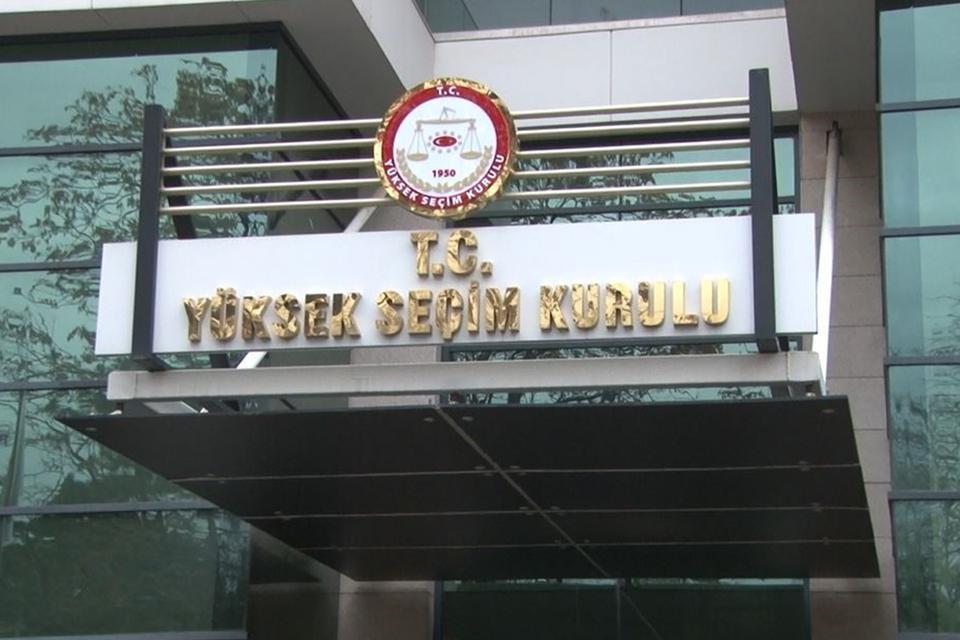 T.C.
1950
YÜKSEK SEÇİM KURULU
T.C.
YÜKSEK SEÇİM KURULU